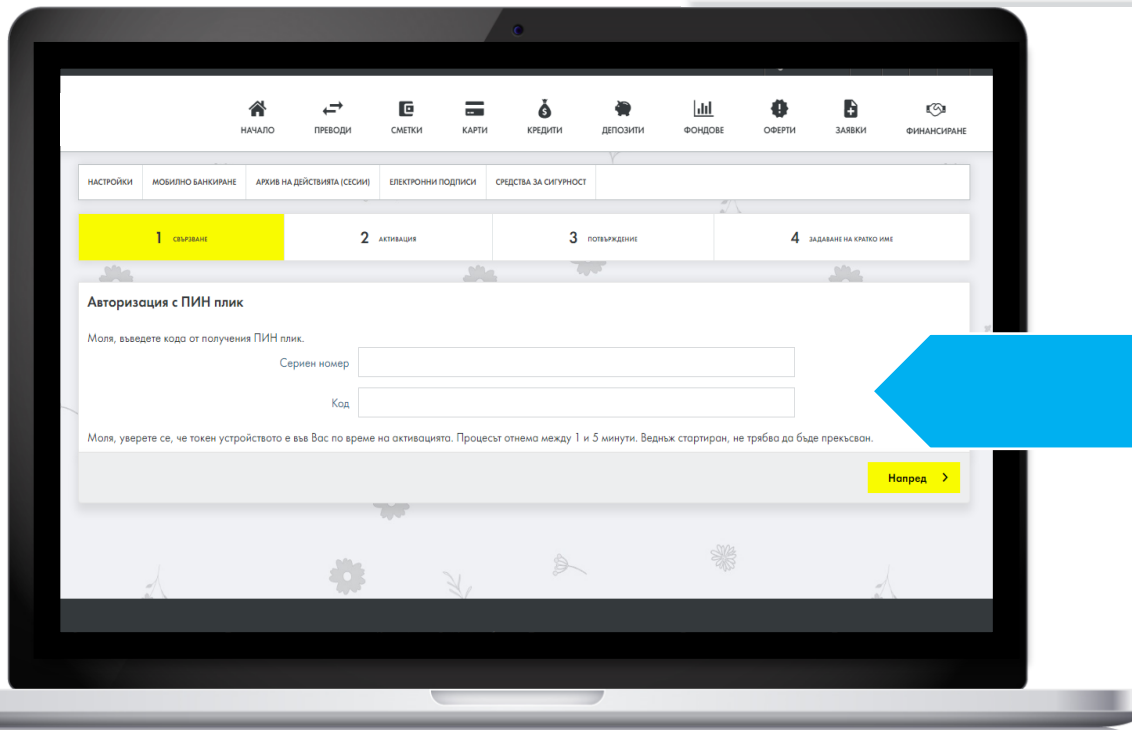 НАЧАЛО ПРЕВОДИ СМЕТКИ КАРТИ КРЕДИТИ ДЕПОЗИТИ ФОНДОВЕ ОФЕРТИ ЗАЯВКИ ФИНАНСИРАНЕ
НАСТРОЙКИ МОБИЛНО БАНКИРАНЕ АРХИВ НА ДЕЙСТВИЯТА (СЕСИИ) ЕЛЕКТРОННИ ПОДПИСИ СРЕДСТВА ЗА СИГУРНОСТ
1 СВЪРЗВАНЕ 2 АКТИВАЦИЯ 3 ПОТВЪРЖДЕНИЕ 4 ЗАДАВАНЕ НА КРАТКО ИМЕ
Авторизация с ПИН плик
Моля, въведете кода от получения ПИН плик.
Сериен номер
Код
Моля, уверете се, че токен устройството е във Вас по време на активацията. Процесът отнема между 1 и 5 минути. Веднъж стартиран, не трябва да бъде прекъсван.
Напред